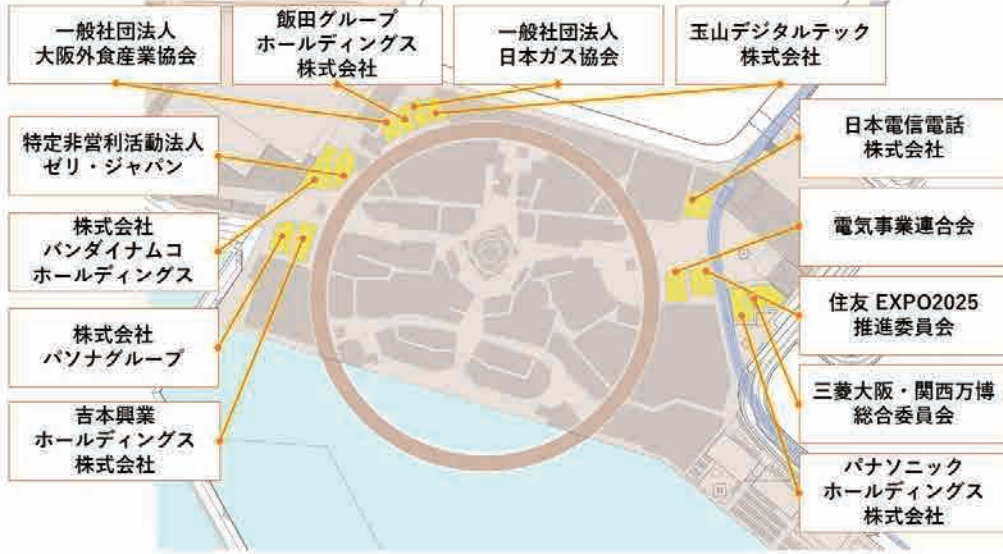 一般社団法人
大阪外食産業協会
飯田グループ
ホールディングス
株式会社
一般社団法人
日本ガス協会
玉山デジタルテック
株式会社
特定非営利活動法人
ゼリ・ジャパン
株式会社
バンダイナムコ
ホールディングス
株式会社
パソナグループ
吉本興業
ホールディングス
株式会社
日本電信電話
株式会社
電気事業連合会
住友 EXPO2025
推進委員会
三菱大阪・関西万博
総合委員会
パナソニック
ホールディングス
株式会社